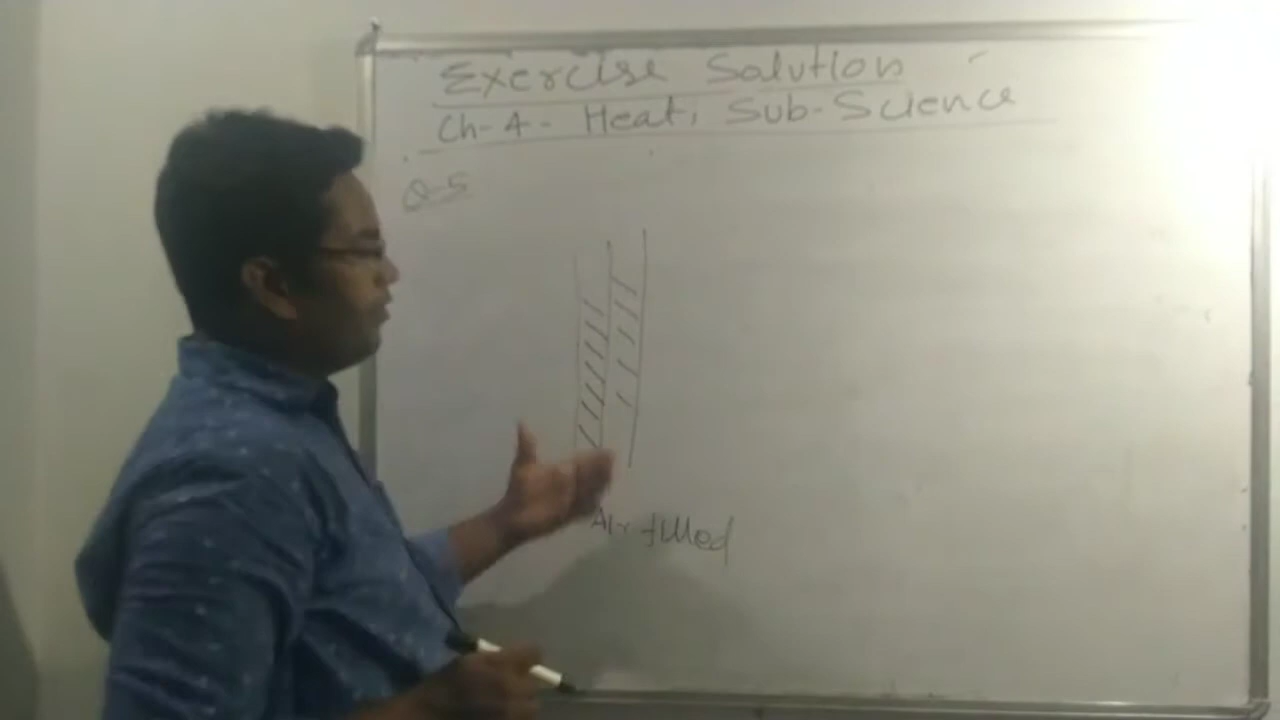 Exercise Solution
Ch-4- Heat, Sub-Science
Q-5
Air filled